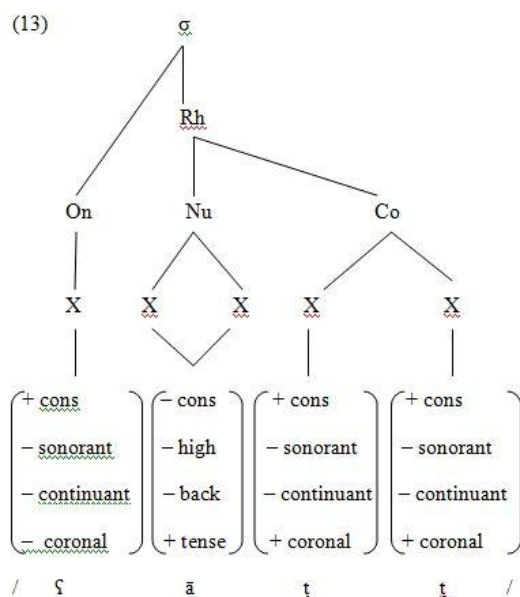 (13) σ
Rh
On Nu Co
X X X X X
+ cons − cons + cons + cons
− sonorant − high − sonorant − sonorant
− continuant − back − continuant − continuant
− coronal + tense + coronal + coronal
/ ʕ ā ṭ ṭ /